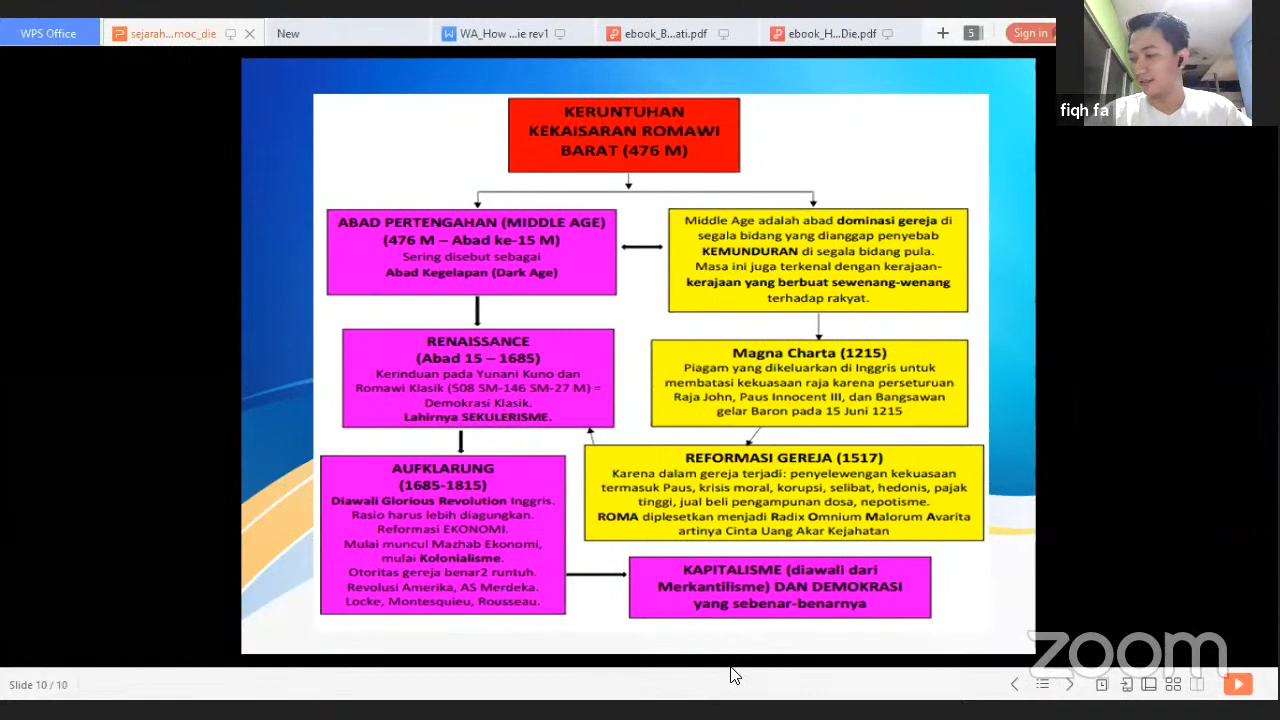 WPS Office
sejarah...moc_die
New
WA_How ...ie rev1
ebook_B...ati.pdf
ebook_H...Die.pdf
5
Sign in
fiqh fa
KERUNTUHAN
KEKAISARAN ROMAWI
BARAT (476 M)
ABAD PERTENGAHAN (MIDDLE AGE)
(476 M – Abad ke-15 M)
Sering disebut sebagai
Abad Kegelapan (Dark Age)
Middle Age adalah abad dominasi gereja di
segala bidang yang dianggap penyebab
KEMUNDURAN di segala bidang pula.
Masa ini juga terkenal dengan kerajaan-
kerajaan yang berbuat sewenang-wenang
terhadap rakyat.
RENAISSANCE
(Abad 15 – 1685)
Kerinduan pada Yunani Kuno dan
Romawi Klasik (508 SM-146 SM-27 M) =
Demokrasi Klasik.
Lahirnya SEKULERISME.
Magna Charta (1215)
Piagam yang dikeluarkan di Inggris untuk
membatasi kekuasaan raja karena perseturuan
Raja John, Paus Innocent III, dan Bangsawan
gelar Baron pada 15 Juni 1215
REFORMASI GEREJA (1517)
Karena dalam gereja terjadi: penyelewengan kekuasaan
termasuk Paus, krisis moral, korupsi, selibat, hedonis, pajak
tinggi, jual beli pengampunan dosa, nepotisme.
ROMA diplesetkan menjadi Radix Omnium Malorum Avarita
artinya Cinta Uang Akar Kejahatan
AUFKLARUNG
(1685-1815)
Diawali Glorious Revolution Inggris.
Rasio harus lebih diagungkan.
Reformasi EKONOMI.
Mulai muncul Mazhab Ekonomi,
mulai Kolonialisme.
Otoritas gereja benar2 runtuh.
Revolusi Amerika, AS Merdeka.
Locke, Montesquieu, Rousseau.
KAPITALISME (diawali dari
Merkantilisme) DAN DEMOKRASI
yang sebenar-benarnya
zoom
Slide 10 / 10